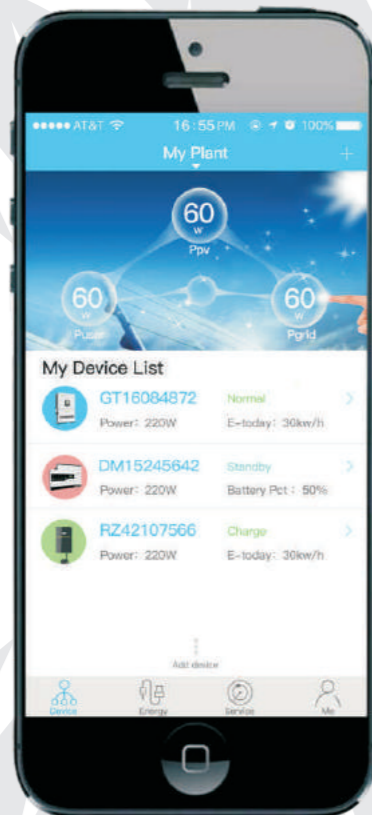 AT&T 16:55 PM 100%
My Plant +
60
w
Ppv
60
w
Puser
60
w
Pgrid
My Device List
GT16084872 Normal
Power: 220W E-today: 30kw/h
DM15245642 Standby
Power: 220W Battery Pct : 50%
RZ42107566 Charge
Power: 220W E-today: 30kw/h
Add device
Device Energy Service Me